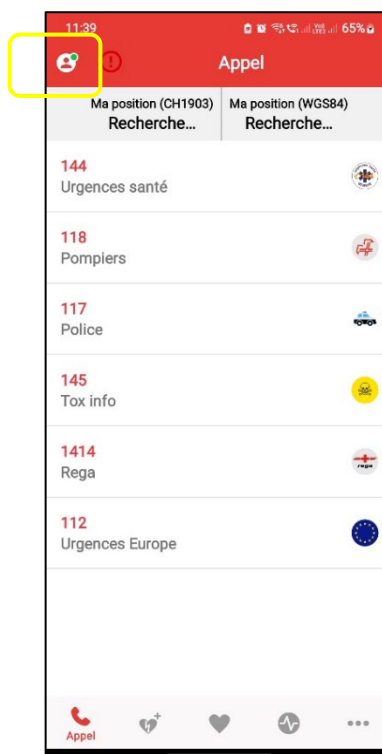 11:39 65%
Appel
Ma position (CH1903) Ma position (WGS84)
Recherche... Recherche...
144
Urgences santé
118
Pompiers
117
Police
145
Tox info
1414
Rega
rega
112
Urgences Europe
Appel